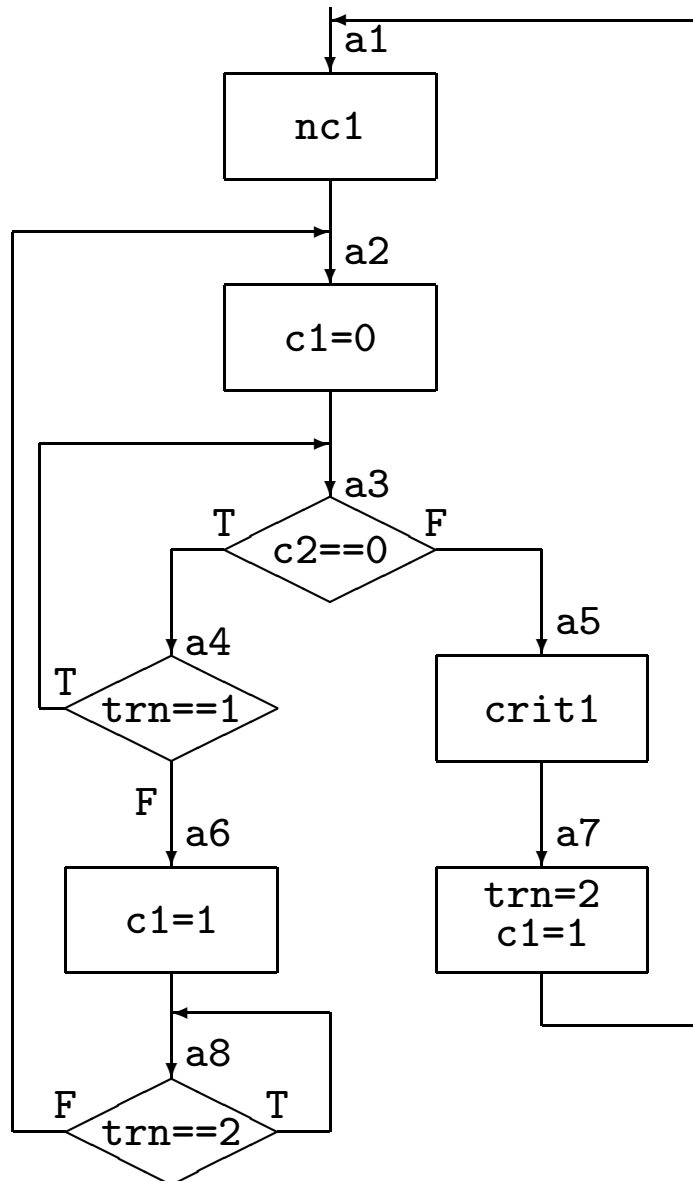 a1
nc1
a2
c1=0
a3
T
F
c2==0
a4
a5
T
trn==1
crit1
F
a6
a7
c1=1
trn=2
c1=1
a8
F
T
trn==2